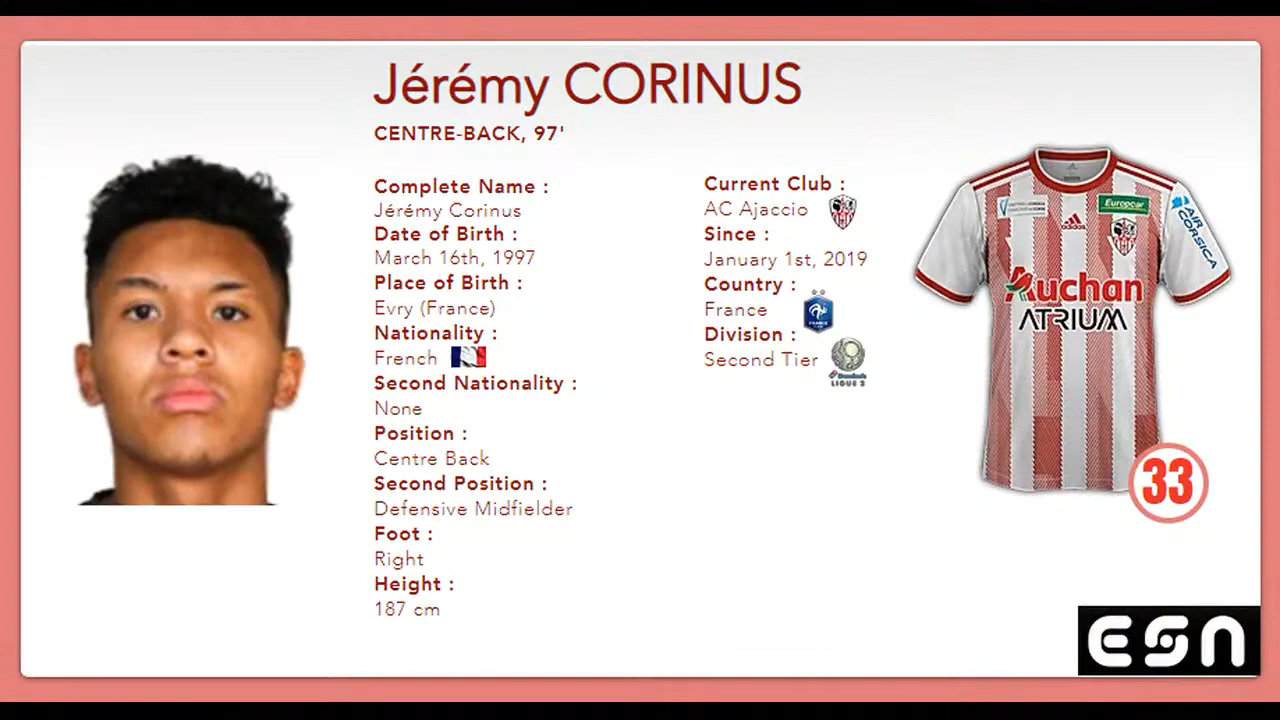 Jérémy CORINUS
CENTRE-BACK, 97'
Complete Name :
Jérémy Corinus
Date of Birth :
March 16th, 1997
Place of Birth :
Evry (France)
Nationality :
French
Second Nationality :
None
Position :
Centre Back
Second Position :
Defensive Midfielder
Foot :
Right
Height :
187 cm
Current Club :
AC Ajaccio
Since :
January 1st, 2019
Country :
France
FRANCE
Division :
Second Tier
LIGUE 2
Europcar
AIR CORSICA
adidas
Auchan
ATRIUM
33
ESN